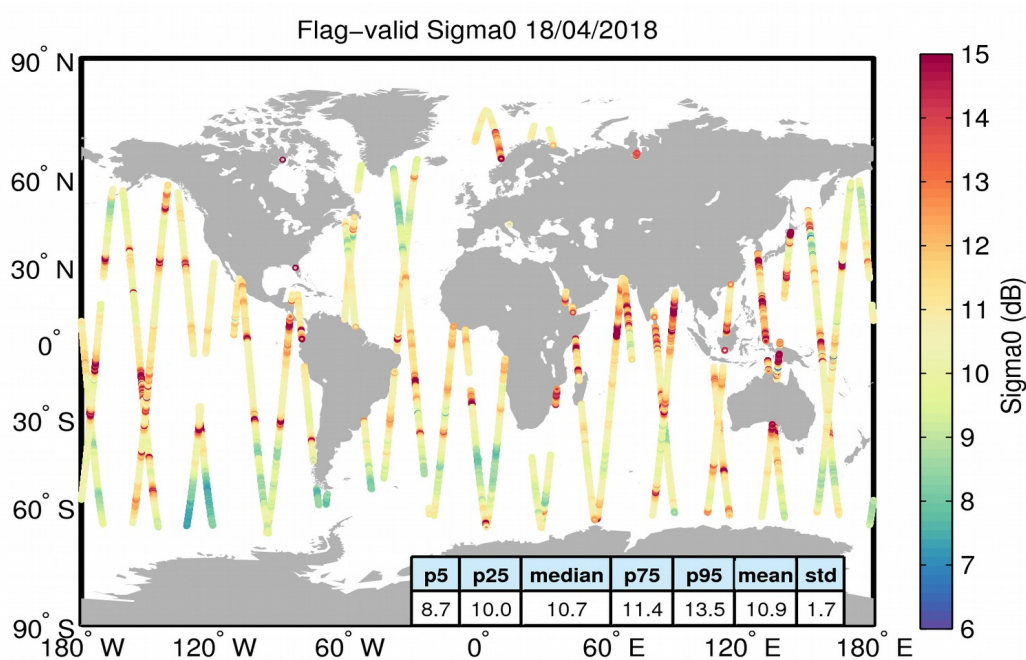 Flag−valid Sigma0 18/04/2018
90° N
60° N
30° N
0°
30° S
60° S
90° S
180° W 120° W 60° W 0° 60° E 120° E 180° E
p5 p25 median p75 p95 mean std
8.7 10.0 10.7 11.4 13.5 10.9 1.7
15
14
13
12
11
10
9
8
7
6
Sigma0 (dB)